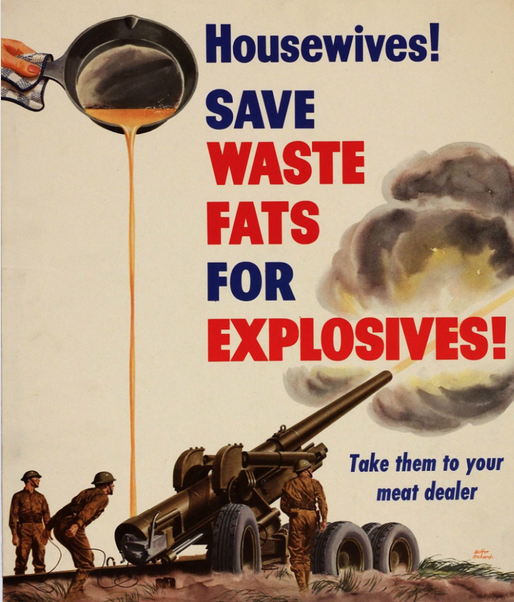 Housewives!
SAVE
WASTE
FATS
FOR
EXPLOSIVES!
Take them to your
meat dealer